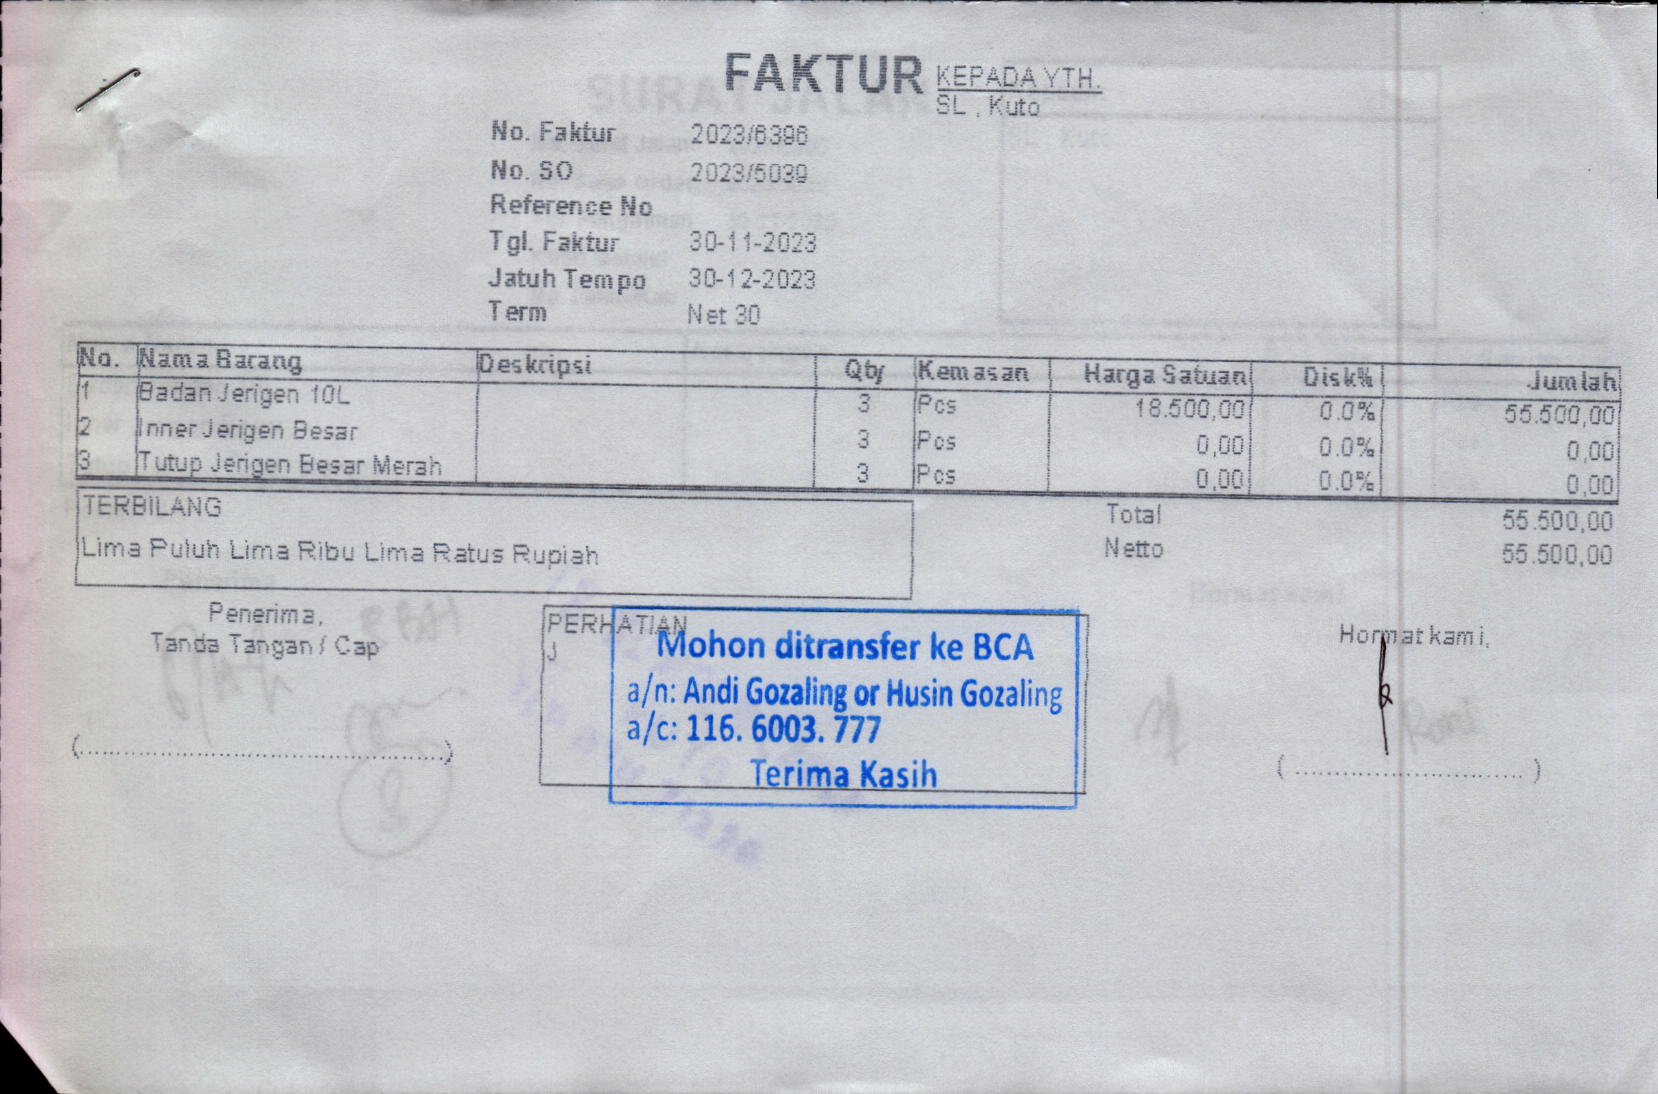 FAKTUR
KEPADA YTH.
SL , Kuto
No. Faktur 2023/6396
No. SO 2023/5039
Reference No
Tgl. Faktur 30-11-2023
Jatuh Tempo 30-12-2023
Term Net 30
No. Nama Barang Deskripsi Qty Kemasan Harga Satuan Disk% Jumlah
1 Badan Jerigen 10L 3 Pcs 18.500,00 0.0% 55.500,00
2 Inner Jerigen Besar 3 Pcs 0,00 0.0% 0,00
3 Tutup Jerigen Besar Merah 3 Pcs 0,00 0.0% 0,00
TERBILANG
Lima Puluh Lima Ribu Lima Ratus Rupiah
Total 55.500,00
Netto 55.500,00
Penerima,
Tanda Tangan / Cap
(................................................)
PERHATIAN
J
Mohon ditransfer ke BCA
a/n: Andi Gozaling or Husin Gozaling
a/c: 116. 6003. 777
Terima Kasih
Hormat kami,
Roni
(..............................)